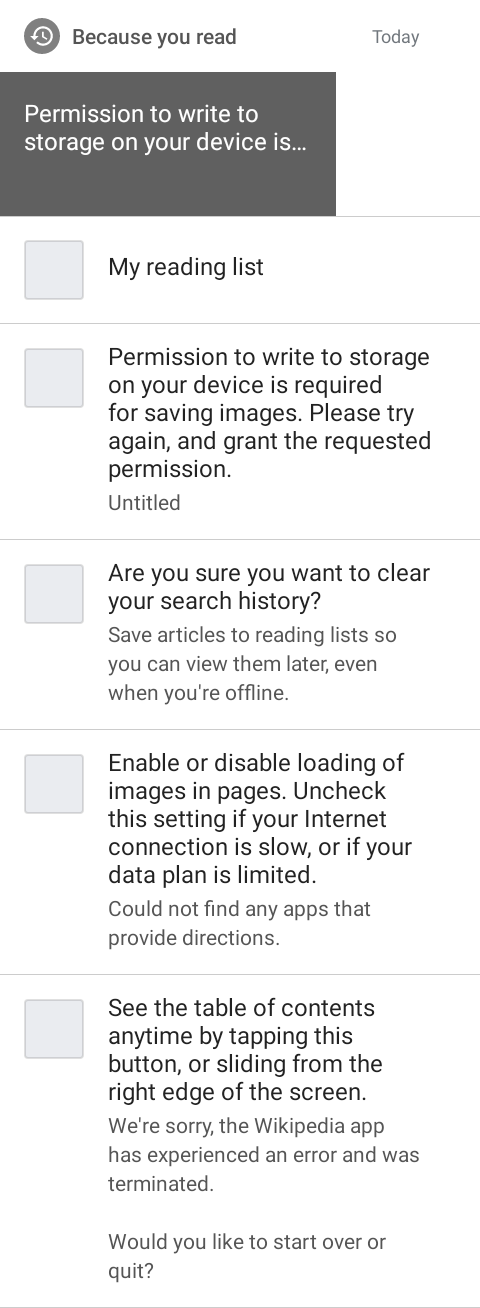 Because you read
Today
Permission to write to
storage on your device is…
My reading list
Permission to write to storage
on your device is required
for saving images. Please try
again, and grant the requested
permission.
Untitled
Are you sure you want to clear
your search history?
Save articles to reading lists so
you can view them later, even
when you're offline.
Enable or disable loading of
images in pages. Uncheck
this setting if your Internet
connection is slow, or if your
data plan is limited.
Could not find any apps that
provide directions.
See the table of contents
anytime by tapping this
button, or sliding from the
right edge of the screen.
We're sorry, the Wikipedia app
has experienced an error and was
terminated.
Would you like to start over or
quit?